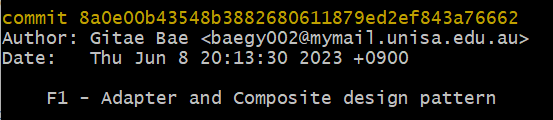 commit 8a0e00b43548b3882680611879ed2ef843a76662
Author: Gitae Bae <baegy002@mymail.unisa.edu.au>
Date:   Thu Jun 8 20:13:30 2023 +0900
    F1 - Adapter and Composite design pattern